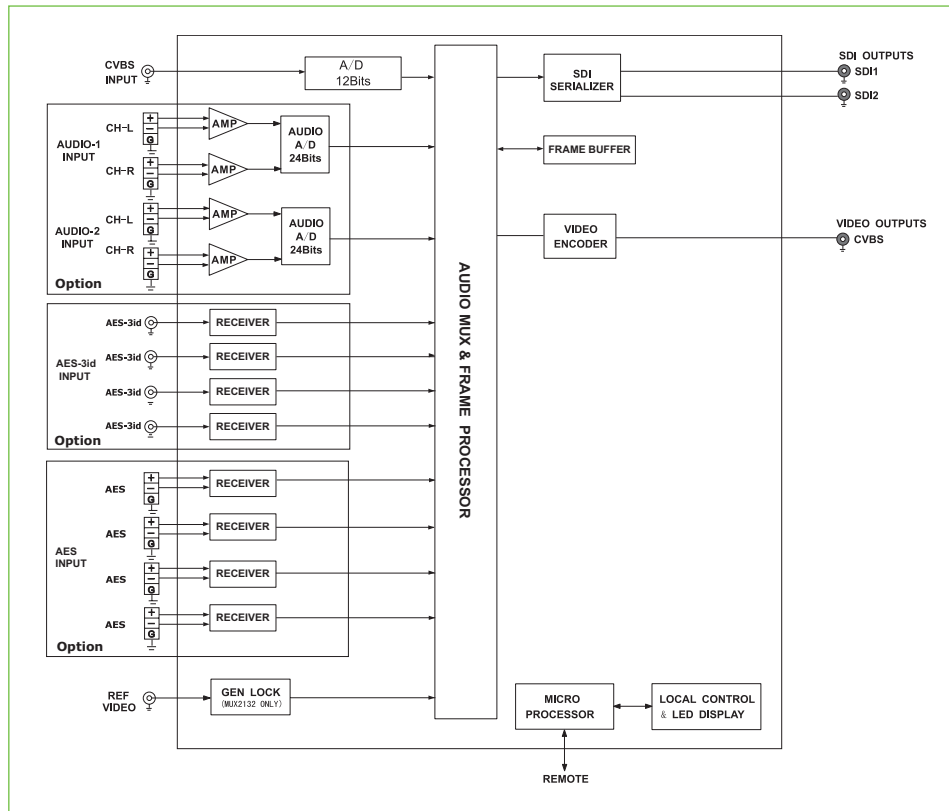 CVBS
INPUT
A/D
12Bits
SDI
SERIALIZER
SDI OUTPUTS
SDI1
SDI2
AUDIO-1
INPUT
CH-L
+
−
G
AMP
AUDIO
A/D
24Bits
CH-R
+
−
G
AMP
FRAME BUFFER
AUDIO-2
INPUT
CH-L
+
−
G
AMP
AUDIO
A/D
24Bits
CH-R
+
−
G
AMP
Option
VIDEO
ENCODER
VIDEO OUTPUTS
CVBS
AUDIO MUX & FRAME PROCESSOR
AES-3id
INPUT
AES-3id
RECEIVER
AES-3id
RECEIVER
AES-3id
RECEIVER
AES-3id
RECEIVER
Option
AES
INPUT
AES
+
−
G
RECEIVER
AES
+
−
G
RECEIVER
AES
+
−
G
RECEIVER
AES
+
−
G
RECEIVER
Option
REF
VIDEO
GEN LOCK
(MUX2132 ONLY)
MICRO
PROCESSOR
LOCAL CONTROL
& LED DISPLAY
REMOTE